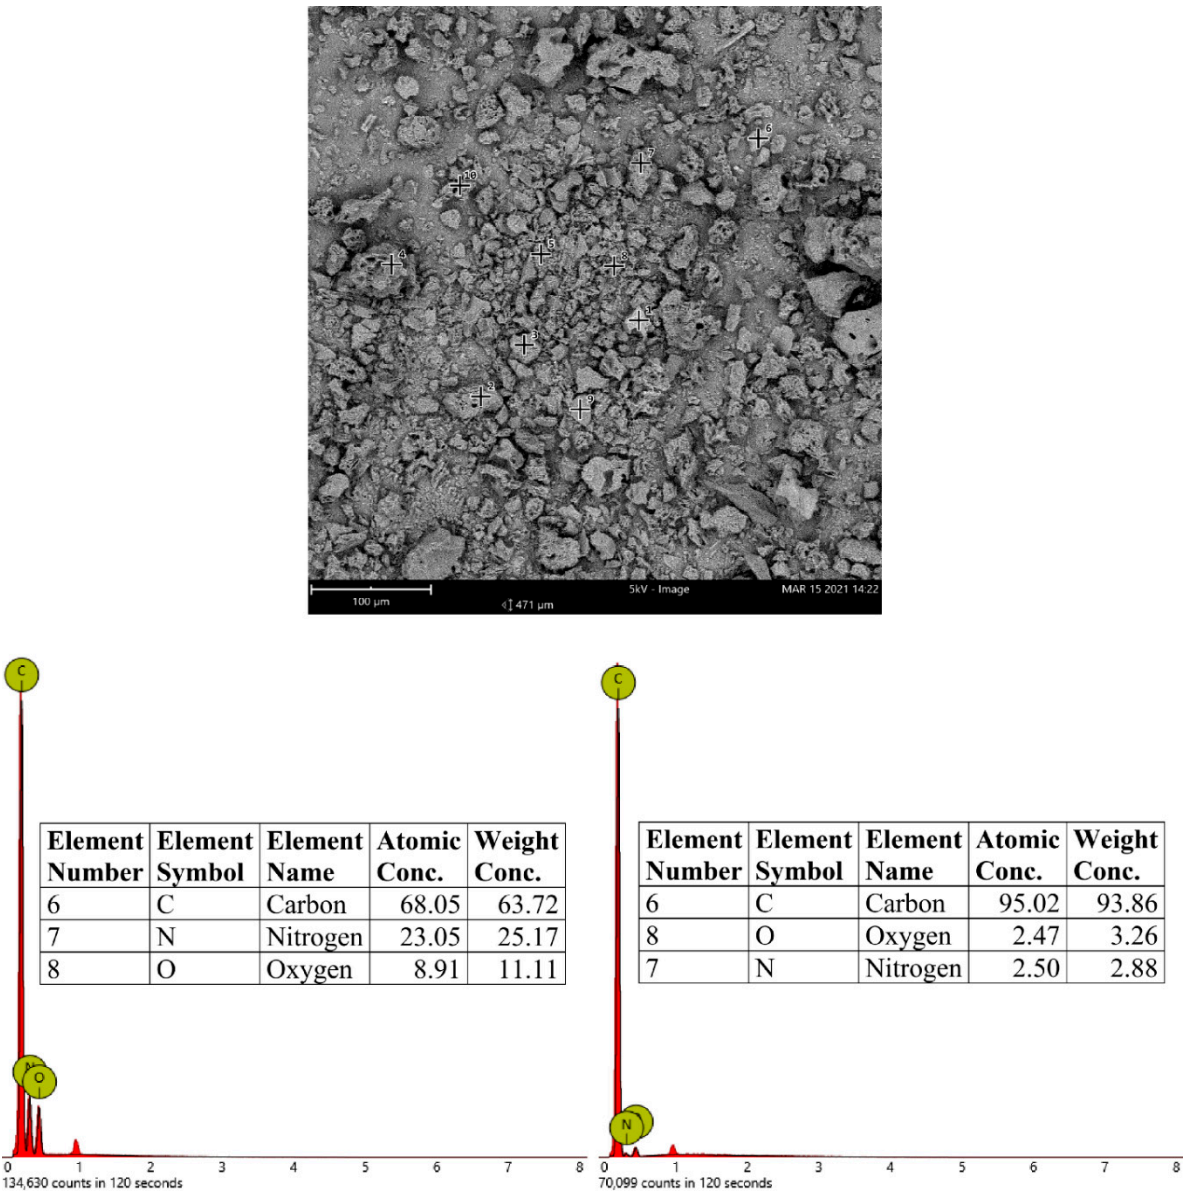 6
7
10
5
4
8
1
3
2
9
100 µm
471 µm
5kV - Image
MAR 15 2021 14:22
C
Element Number Element Symbol Element Name Atomic Conc. Weight Conc.
6 C Carbon 68.05 63.72
7 N Nitrogen 23.05 25.17
8 O Oxygen 8.91 11.11
N
O
0 1 2 3 4 5 6 7 8
134,630 counts in 120 seconds
C
Element Number Element Symbol Element Name Atomic Conc. Weight Conc.
6 C Carbon 95.02 93.86
8 O Oxygen 2.47 3.26
7 N Nitrogen 2.50 2.88
N
0 1 2 3 4 5 6 7 8
70,099 counts in 120 seconds